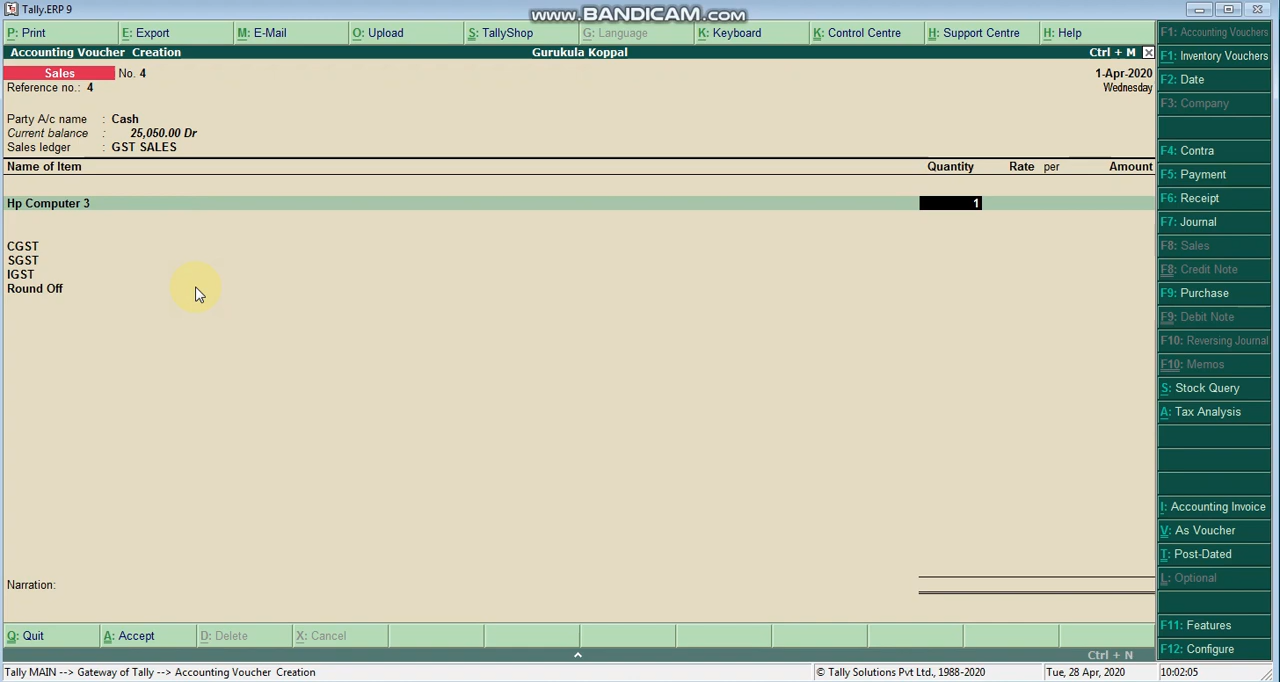 Tally.ERP 9
www.BANDICAM.com
P: Print E: Export M: E-Mail O: Upload S: TallyShop G: Language K: Keyboard K: Control Centre H: Support Centre H: Help
Accounting Voucher Creation Gurukula Koppal Ctrl + M
Sales No. 4 1-Apr-2020
Reference no.: 4 Wednesday
Party A/c name : Cash
Current balance : 25,050.00 Dr
Sales ledger : GST SALES
Name of Item Quantity Rate per Amount
Hp Computer 3 1
CGST
SGST
IGST
Round Off
Narration:
Q: Quit A: Accept D: Delete X: Cancel
Ctrl + N
F1: Accounting Vouchers
F1: Inventory Vouchers
F2: Date
F3: Company
F4: Contra
F5: Payment
F6: Receipt
F7: Journal
F8: Sales
F8: Credit Note
F9: Purchase
F9: Debit Note
F10: Reversing Journal
F10: Memos
S: Stock Query
A: Tax Analysis
I: Accounting Invoice
V: As Voucher
T: Post-Dated
L: Optional
F11: Features
F12: Configure
Tally MAIN --> Gateway of Tally --> Accounting Voucher Creation © Tally Solutions Pvt Ltd., 1988-2020 Tue, 28 Apr, 2020 10:02:05